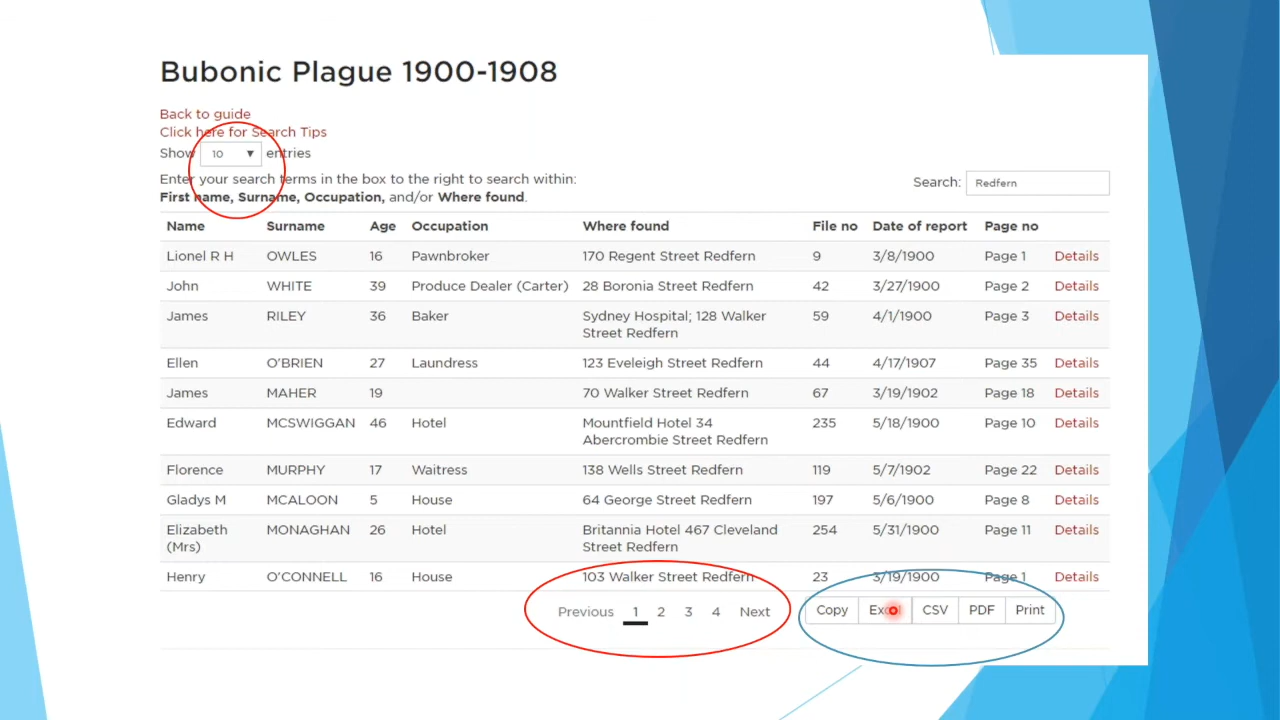 Bubonic Plague 1900-1908
Back to guide
Click here for Search Tips
Show 10 entries
Enter your search terms in the box to the right to search within:
First name, Surname, Occupation, and/or Where found.
Search: Redfern
Name Surname Age Occupation Where found File no Date of report Page no
Lionel R H OWLES 16 Pawnbroker 170 Regent Street Redfern 9 3/8/1900 Page 1 Details
John WHITE 39 Produce Dealer (Carter) 28 Boronia Street Redfern 42 3/27/1900 Page 2 Details
James RILEY 36 Baker Sydney Hospital; 128 Walker 59 4/1/1900 Page 3 Details
Street Redfern
Ellen O'BRIEN 27 Laundress 123 Eveleigh Street Redfern 44 4/17/1907 Page 35 Details
James MAHER 19 70 Walker Street Redfern 67 3/19/1902 Page 18 Details
Edward MCSWIGGAN 46 Hotel Mountfield Hotel 34 235 5/18/1900 Page 10 Details
Abercrombie Street Redfern
Florence MURPHY 17 Waitress 138 Wells Street Redfern 119 5/7/1902 Page 22 Details
Gladys M MCALOON 5 House 64 George Street Redfern 197 5/6/1900 Page 8 Details
Elizabeth MONAGHAN 26 Hotel Britannia Hotel 467 Cleveland 254 5/31/1900 Page 11 Details
(Mrs) Street Redfern
Henry O'CONNELL 16 House 103 Walker Street Redfern 23 3/19/1900 Page 1 Details
Previous 1 2 3 4 Next Copy Excel CSV PDF Print